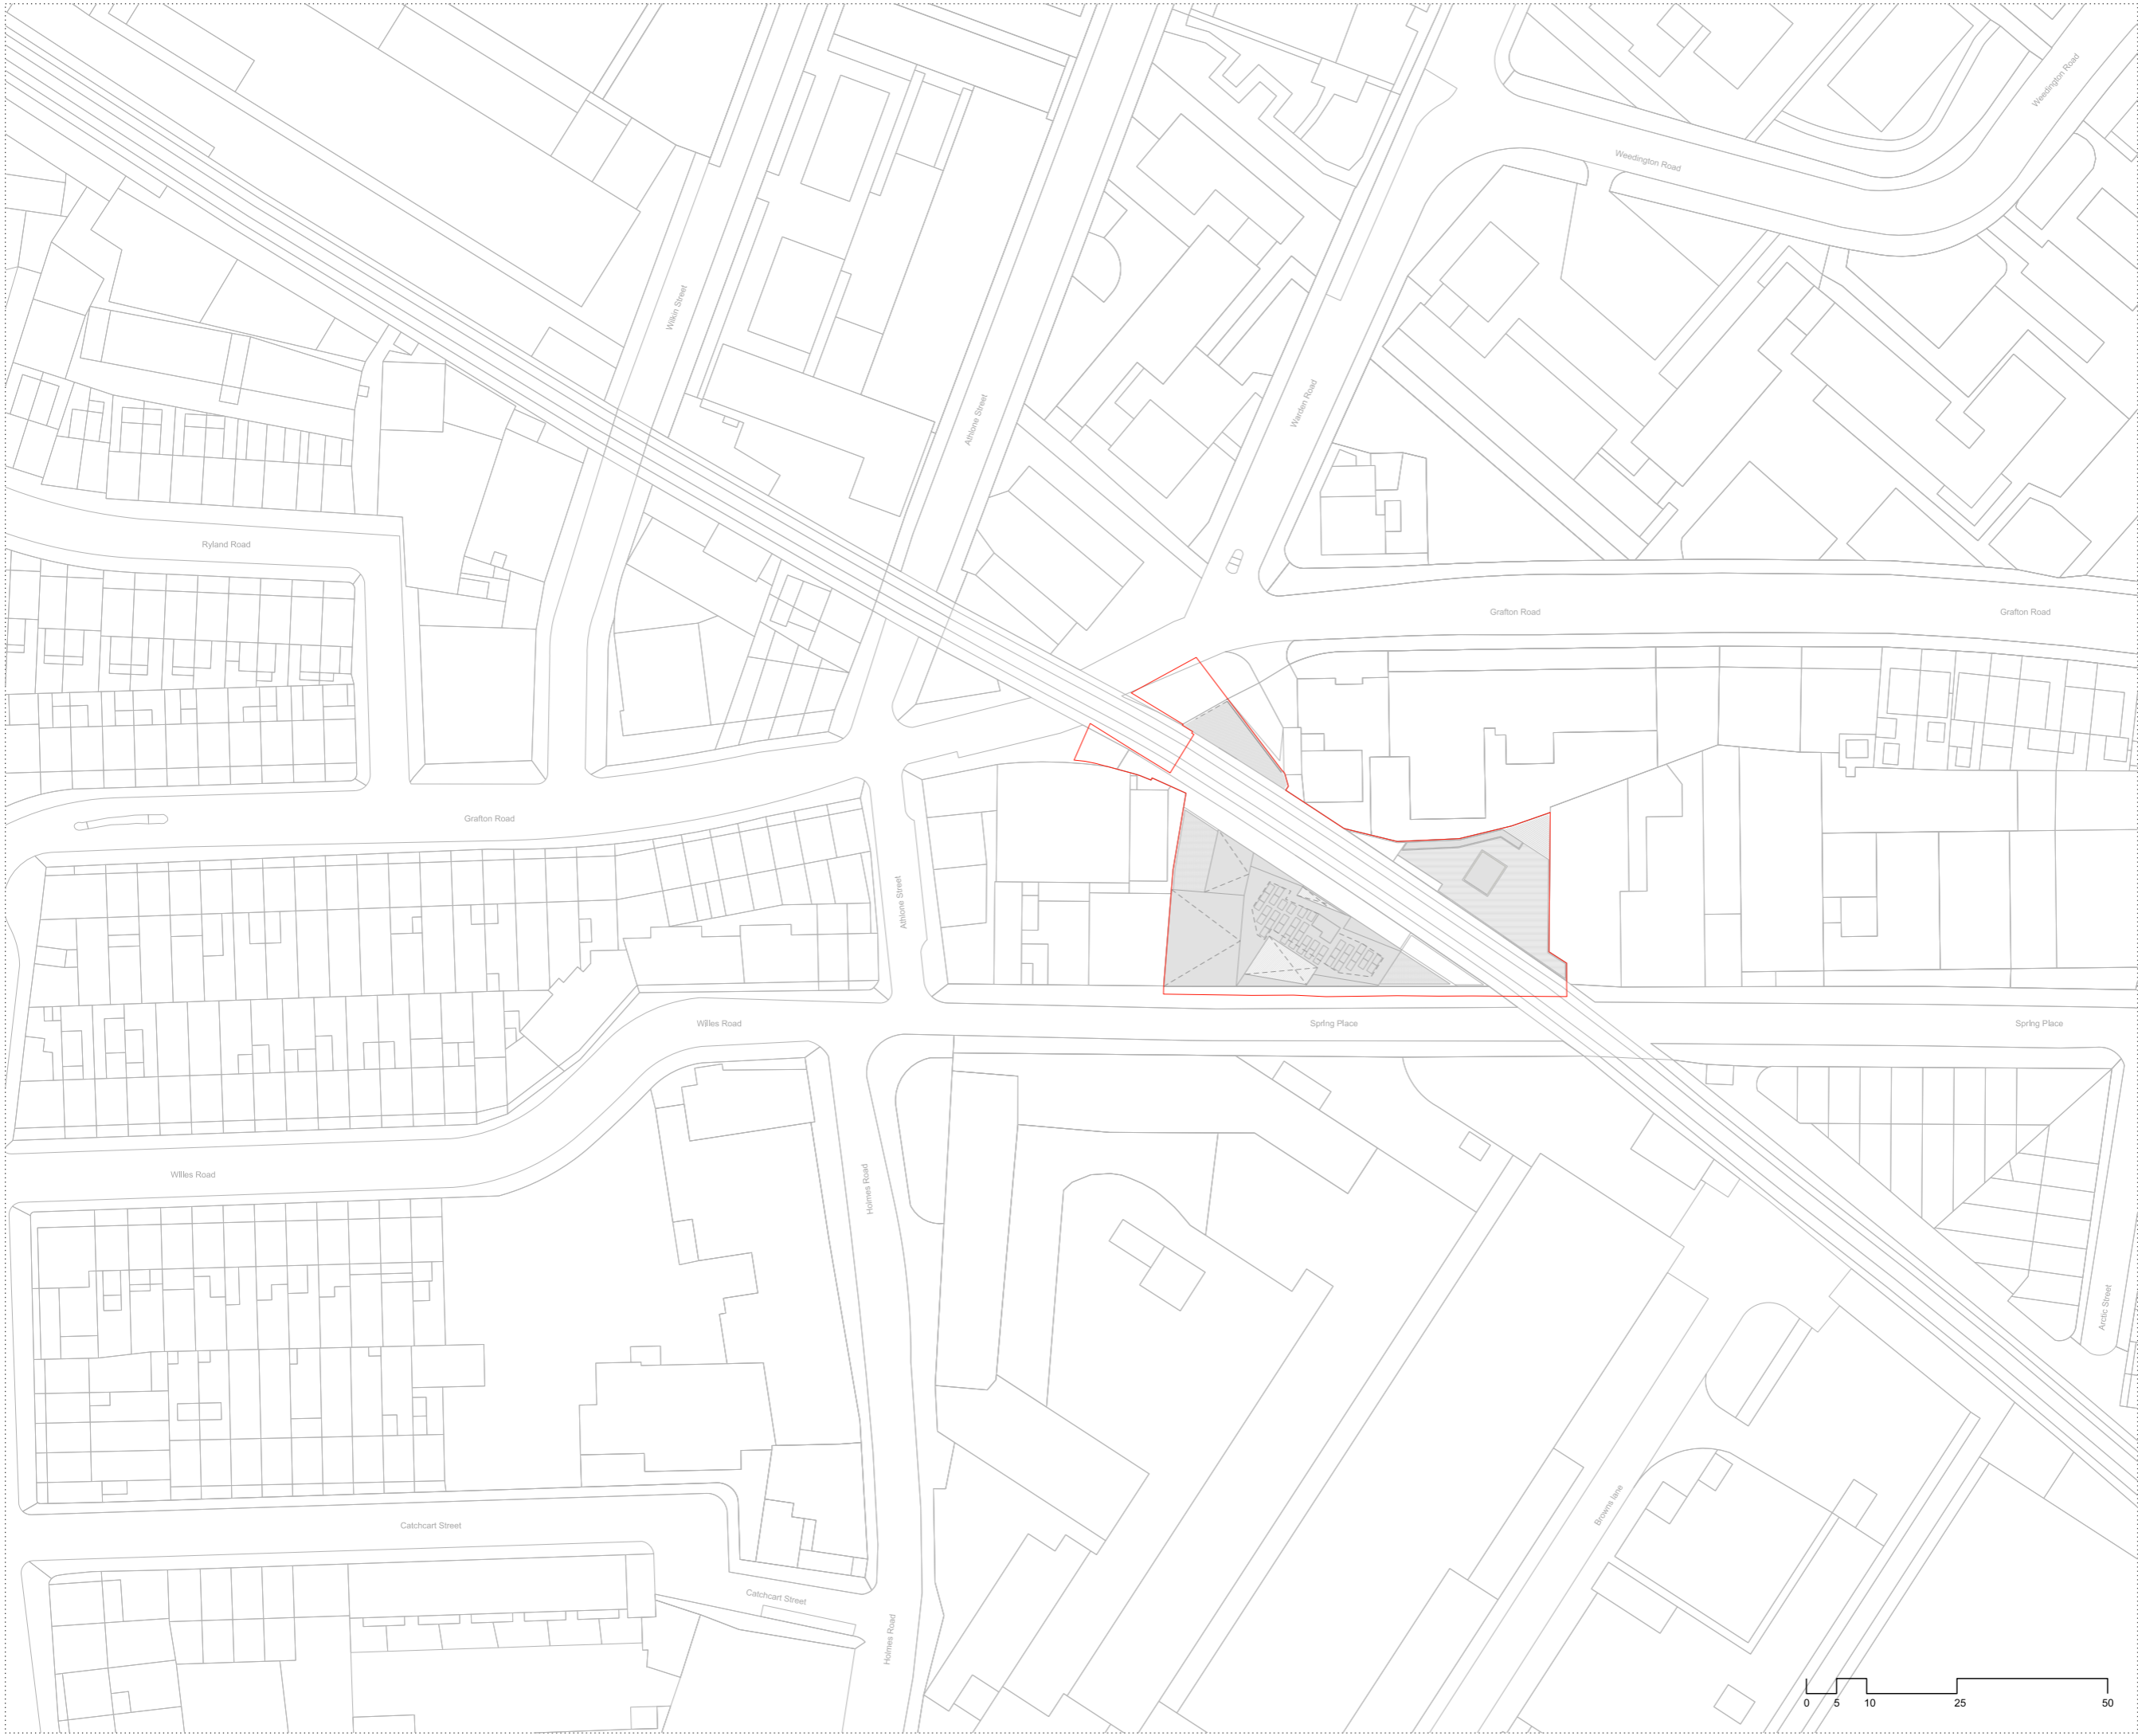 Weedington Road
Weedington Road
Wilkin Street
Athlone Street
Warden Road
Ryland Road
Grafton Road
Grafton Road
Grafton Road
Athlone Street
Willes Road
Spring Place
Spring Place
Willes Road
Holmes Road
Arctic Street
Browns lane
Catchcart Street
Catchcart Street
Holmes Road
0 5 10 25 50